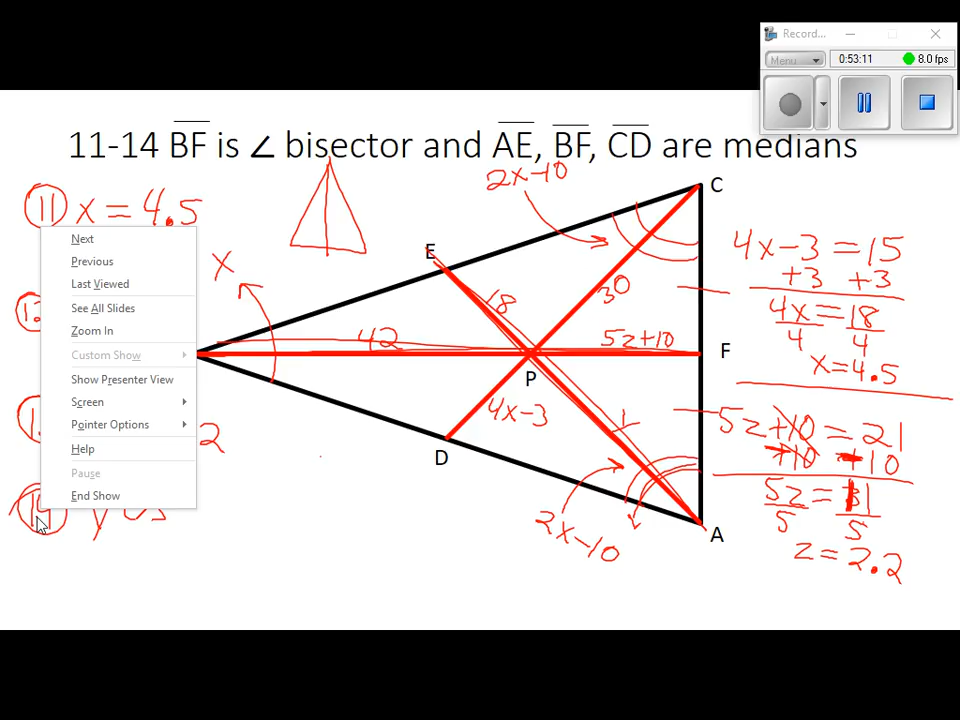 Recor...
Menu
0:53:11
8.0 fps
11-14 BF is ∠ bisector and AE, BF, CD are medians
11 x = 4.5
2x-10
C
E
x
18
30
42
5z+10
F
P
4x-3
D
2x-10
A
4x-3 = 15
+3 +3
4x = 18
4 4
x = 4.5
5z+10 = 21
-10 -10
5z = 11
5 5
z = 2.2
2
Next
Previous
Last Viewed
See All Slides
Zoom In
Custom Show
Show Presenter View
Screen
Pointer Options
Help
Pause
End Show